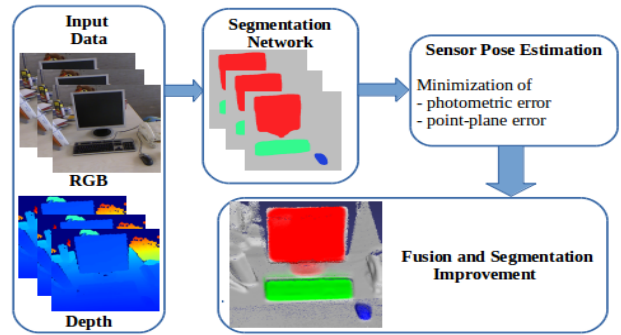 Input
Data
RGB
Depth
Segmentation
Network
Sensor Pose Estimation
Minimization of
- photometric error
- point-plane error
Fusion and Segmentation
Improvement